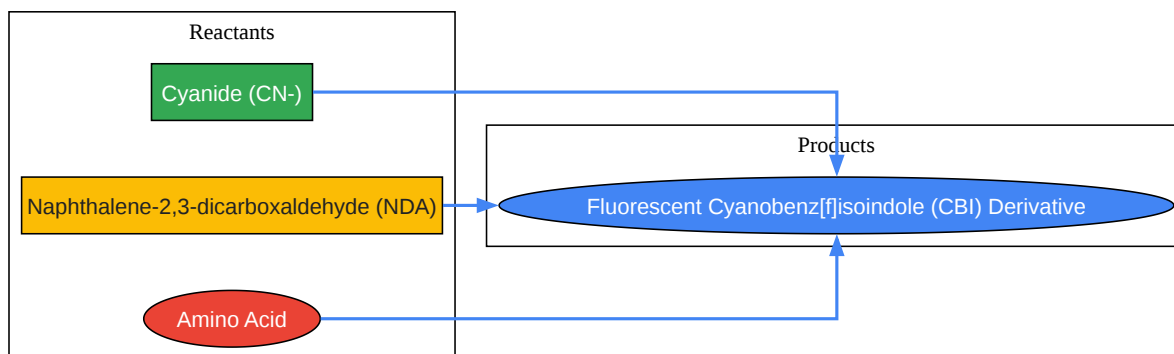 Reactants
Cyanide (CN-)
Products
Naphthalene-2,3-dicarboxaldehyde (NDA)
Fluorescent Cyanobenz[f]isoindole (CBI) Derivative
Amino Acid